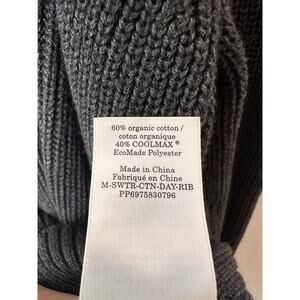 60% organic cotton /
coton organique
40% COOLMAX®
EcoMade Polyester
Made in China
Fabriqué en Chine
M-SWTR-CTN-DAY-RIB
PP6975830796